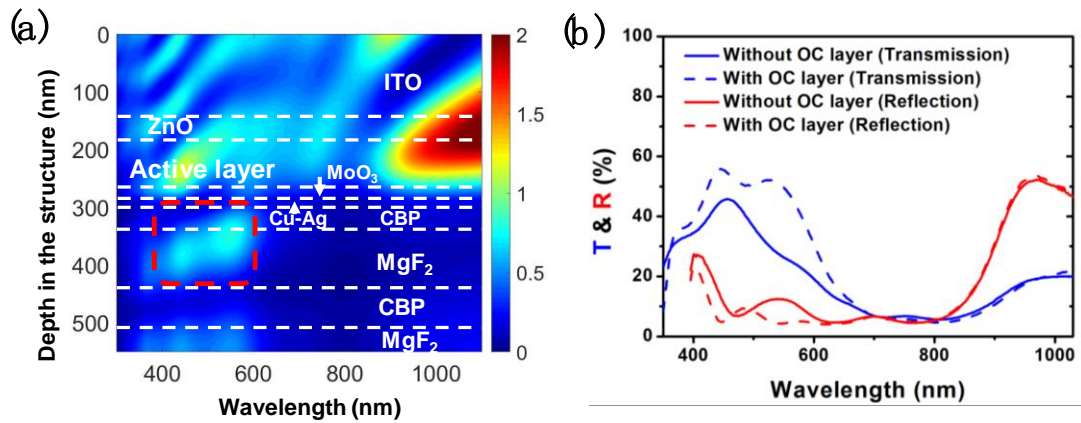 (a)
Depth in the structure (nm)
0
100
200
300
400
500
400
600
800
1000
Wavelength (nm)
ITO
ZnO
Active layer
MoO₃
Cu-Ag
CBP
MgF₂
CBP
MgF₂
2
1.5
1
0.5
0
(b)
T & R (%)
100
80
60
40
20
0
400
600
800
1000
Wavelength (nm)
Without OC layer (Transmission)
With OC layer (Transmission)
Without OC layer (Reflection)
With OC layer (Reflection)